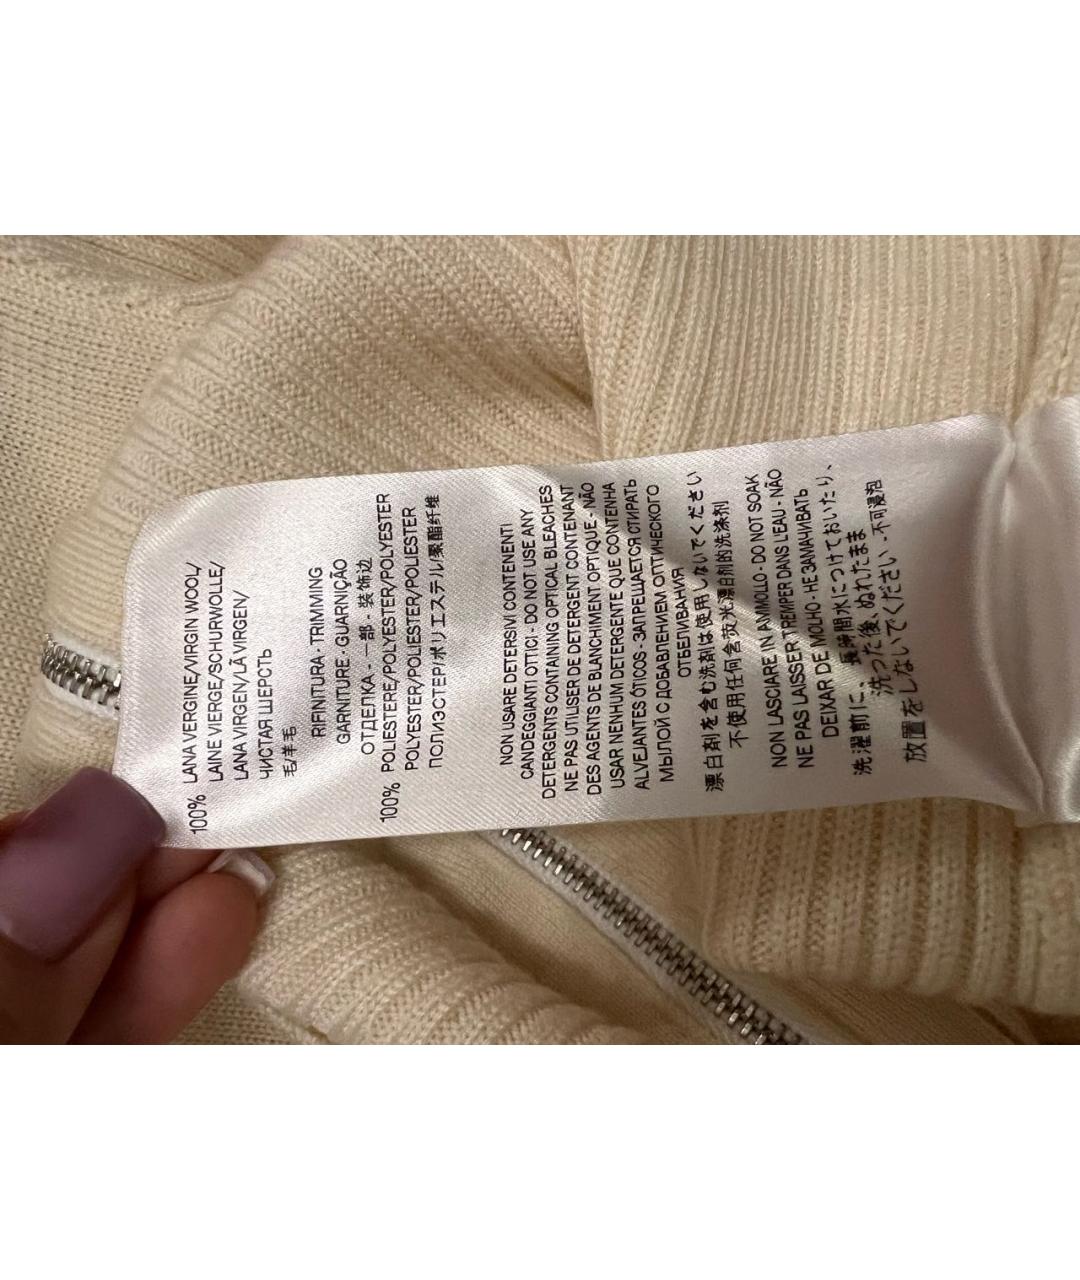 100% LANA VERGINE/VIRGIN WOOL/
LAINE VIERGE/SCHURWOLLE/
LANA VIRGEN/LÃ VIRGEN/
ЧИСТАЯ ШЕРСТЬ
毛/羊毛
RIFINITURA - TRIMMING
GARNITURE - GUARNIÇÃO
ОТДЕЛКА - 一部 - 装饰边
100% POLIESTERE/POLYESTER/POLYESTER
POLYESTER/POLIESTER/POLIESTER
ПОЛИЭСТЕР/ポリエステル/聚酯纤维
NON USARE DETERSIVI CONTENENTI
CANDEGGIANTI OTTICI - DO NOT USE ANY
DETERGENTS CONTAINING OPTICAL BLEACHES
NE PAS UTILISER DE DETERGENT CONTENANT
DES AGENTS DE BLANCHIMENT OPTIQUE - NÃO
USAR NENHUM DETERGENTE QUE CONTENHA
ALVEJANTES ÓTICOS - ЗАПРЕЩАЕТСЯ СТИРАТЬ
МЫЛОЙ С ДОБАВЛЕНИЕМ ОПТИЧЕСКОГО
ОТБЕЛИВАНИЯ
漂白剤を含む洗剤は使用しないでください
不使用任何含荧光漂白剂的洗涤剂
NON LASCIARE IN AMMOLLO - DO NOT SOAK
NE PAS LAISSER TREMPER DANS L'EAU - NÃO
DEIXAR DE MOLHO - НЕ ЗАМАЧИВАТЬ
洗濯前に、長時間水につけておいたり、
洗った後、ぬれたまま
放置をしないでください - 不可浸泡